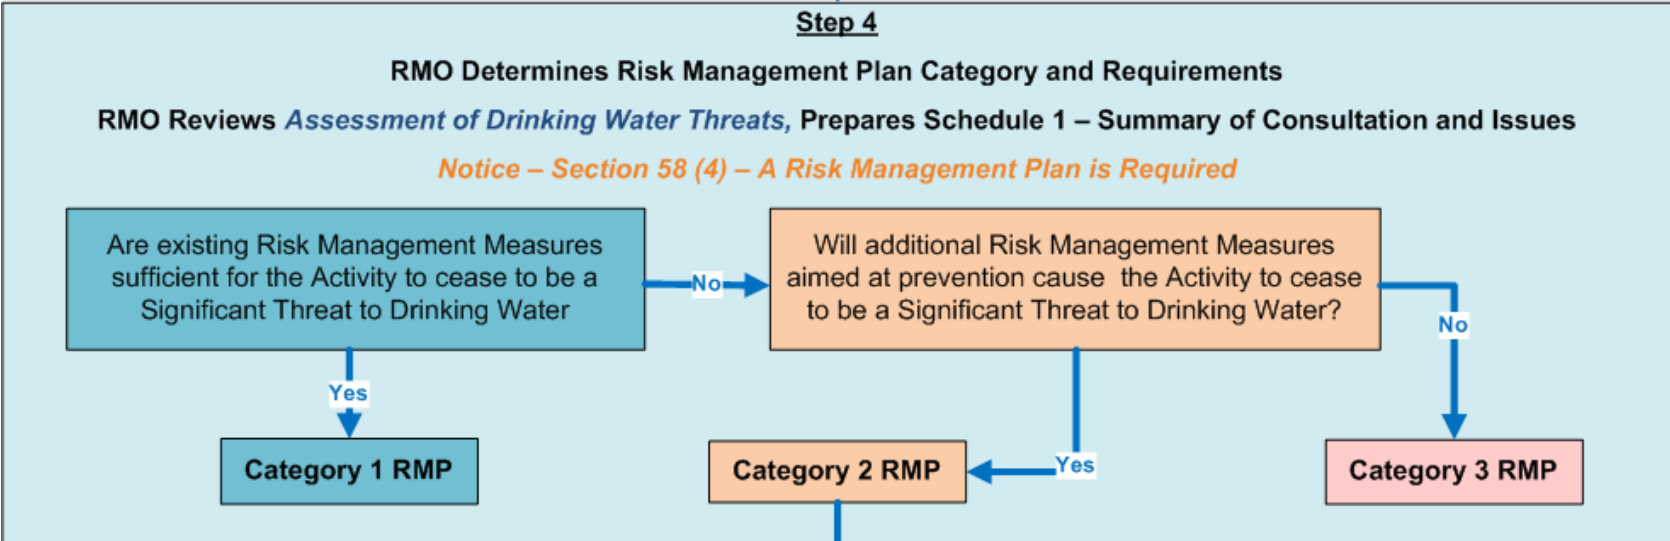 Step 4
RMO Determines Risk Management Plan Category and Requirements
RMO Reviews Assessment of Drinking Water Threats, Prepares Schedule 1 – Summary of Consultation and Issues
Notice – Section 58 (4) – A Risk Management Plan is Required
Are existing Risk Management Measures
sufficient for the Activity to cease to be a
Significant Threat to Drinking Water
No
Will additional Risk Management Measures
aimed at prevention cause the Activity to cease
to be a Significant Threat to Drinking Water?
No
Yes
Category 1 RMP
Category 2 RMP
Yes
Category 3 RMP